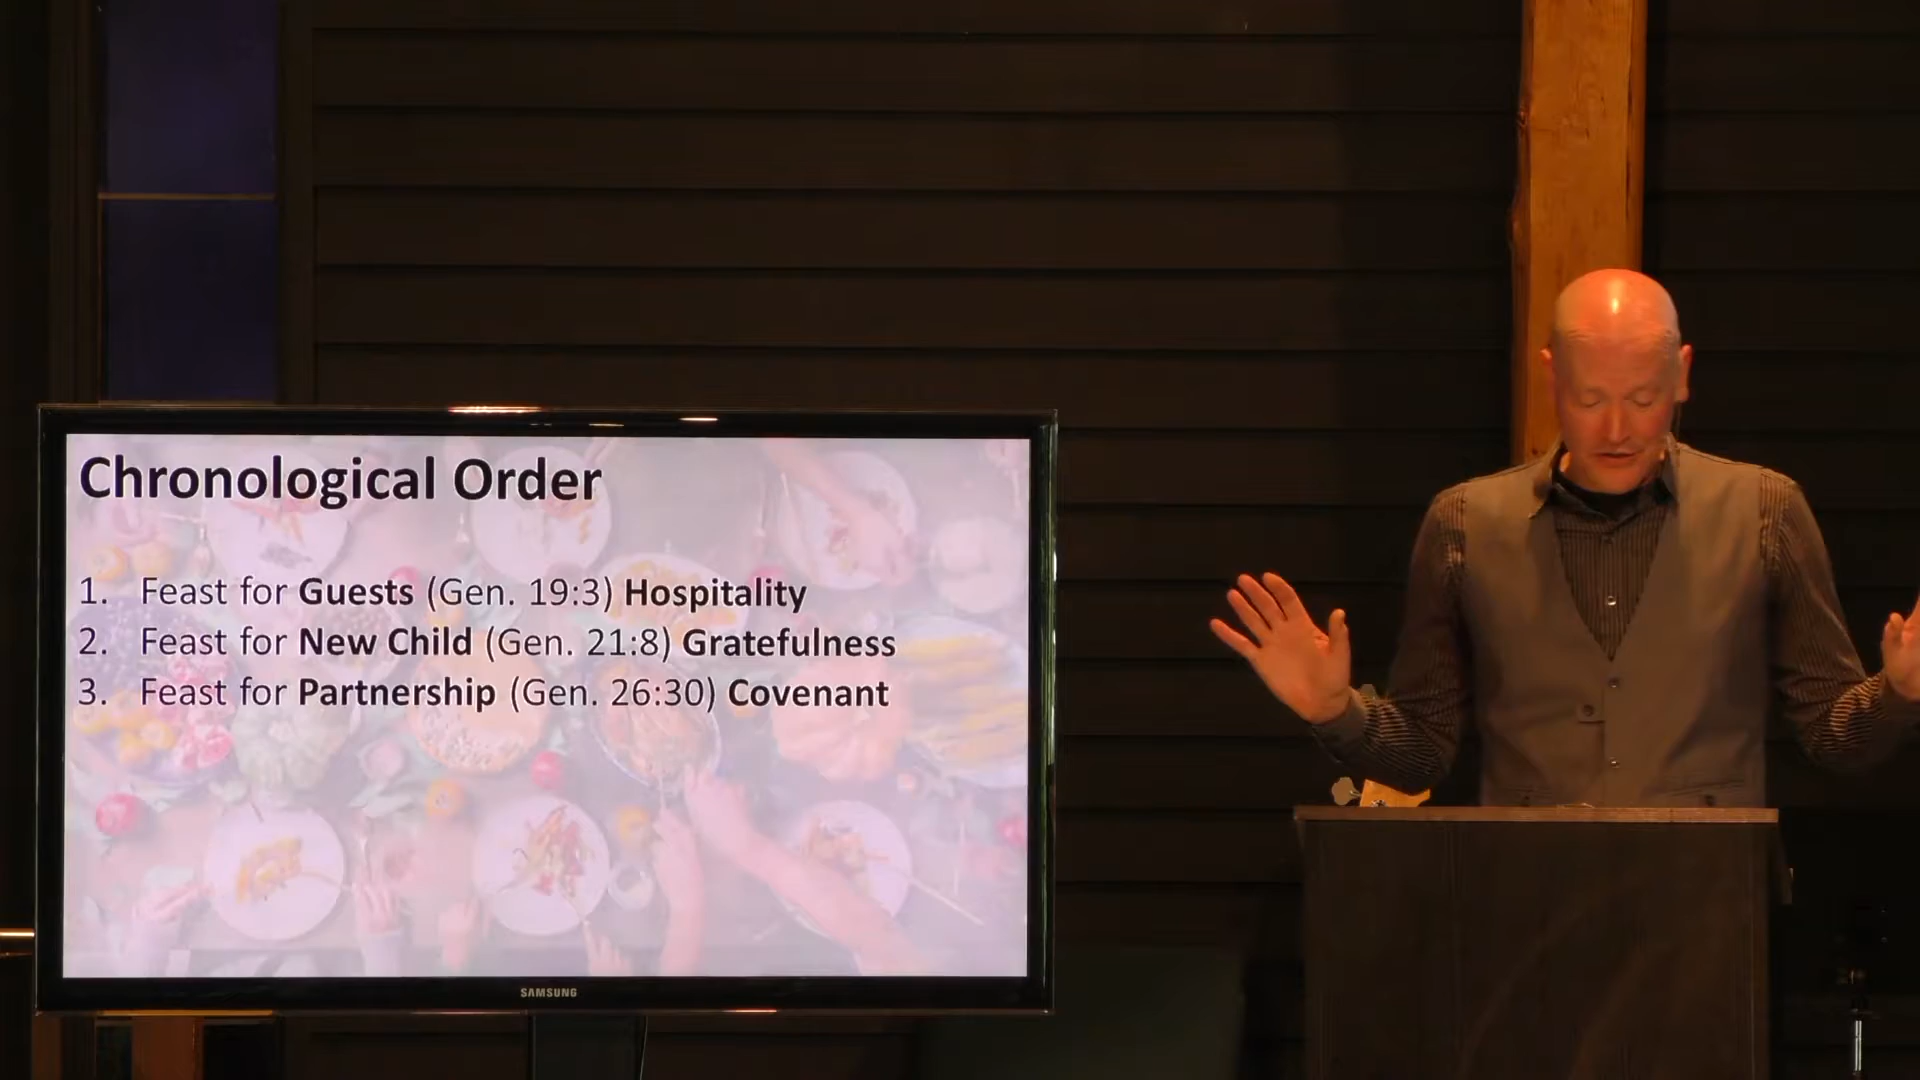 Chronological Order
1. Feast for Guests (Gen. 19:3) Hospitality
2. Feast for New Child (Gen. 21:8) Gratefulness
3. Feast for Partnership (Gen. 26:30) Covenant
SAMSUNG